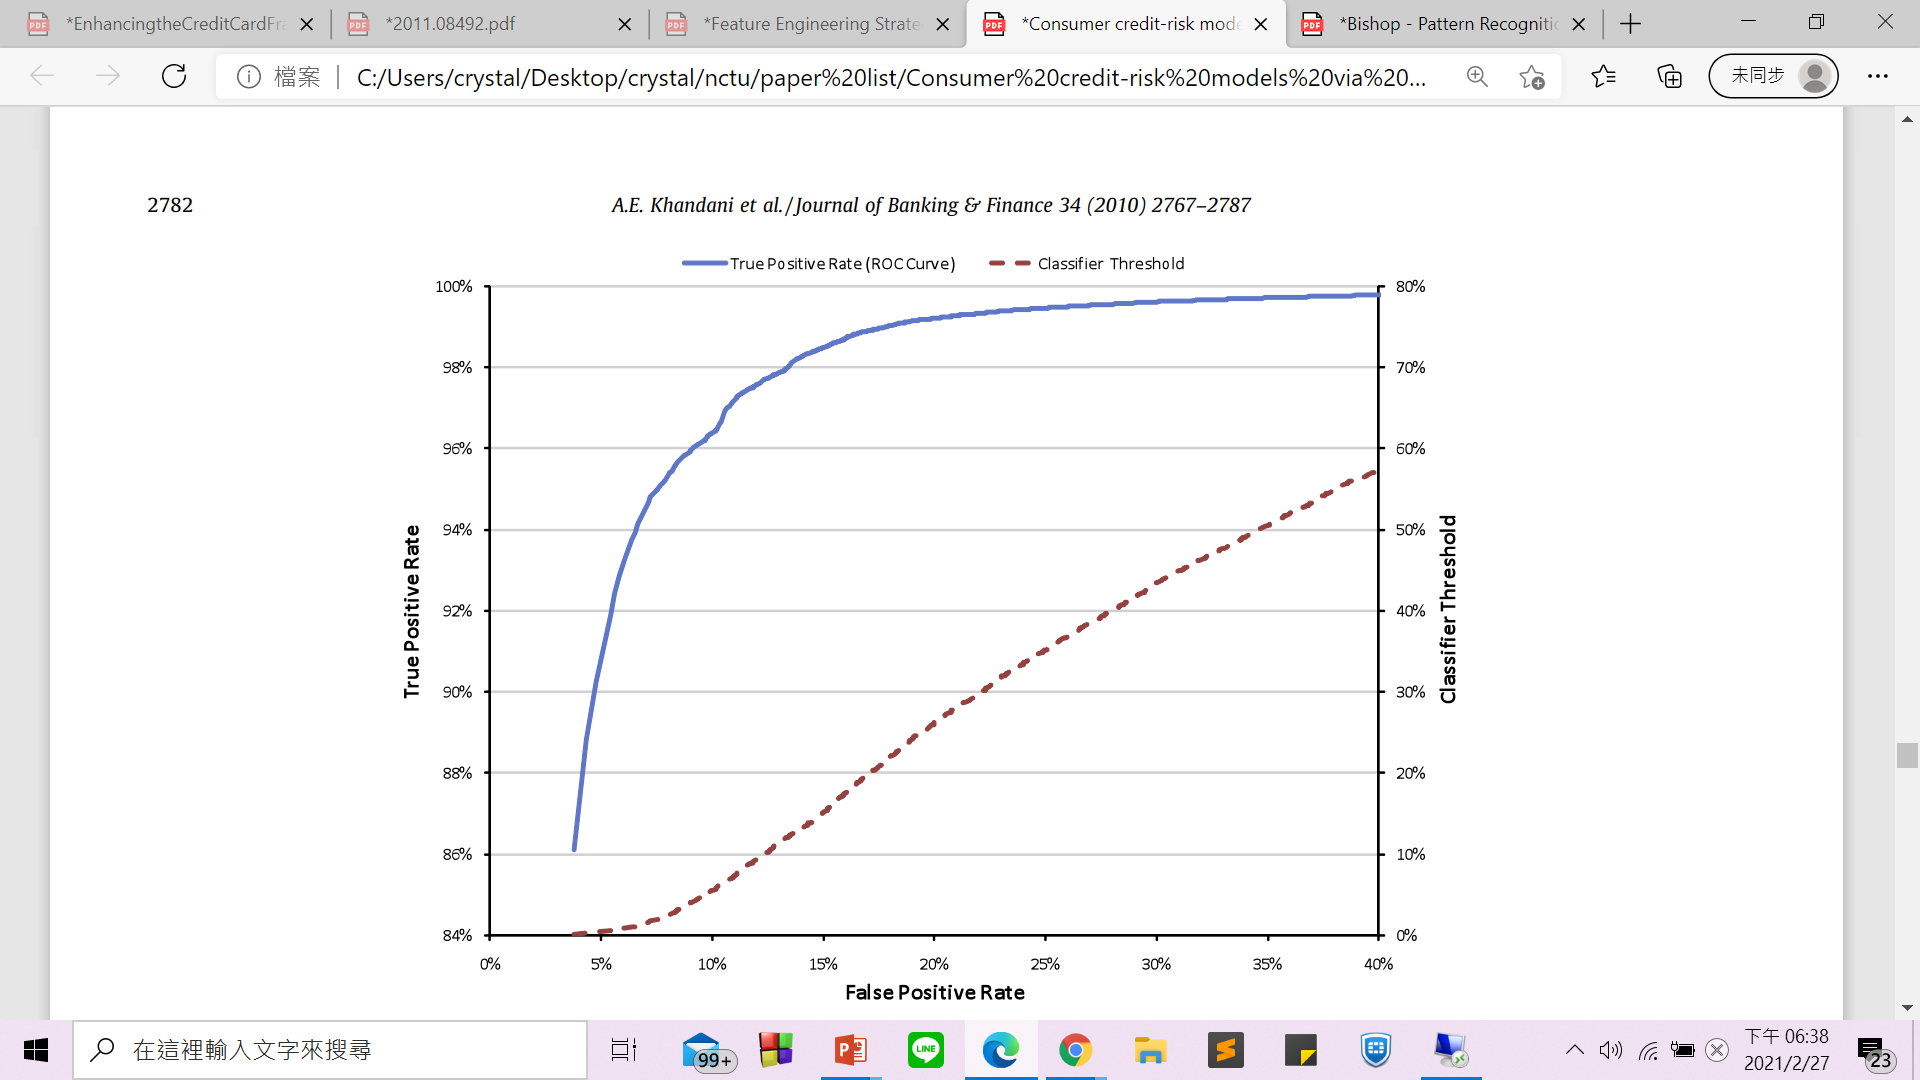 *EnhancingtheCreditCardFra
*2011.08492.pdf
*Feature Engineering Strate
*Consumer credit-risk mode
*Bishop - Pattern Recognitio
檔案
C:/Users/crystal/Desktop/crystal/nctu/paper%20list/Consumer%20credit-risk%20models%20via%20...
未同步
2782
A.E. Khandani et al. / Journal of Banking & Finance 34 (2010) 2767–2787
True Positive Rate (ROC Curve)
Classifier Threshold
100%
98%
96%
94%
92%
90%
88%
86%
84%
True Positive Rate
80%
70%
60%
50%
40%
30%
20%
10%
0%
Classifier Threshold
0%
5%
10%
15%
20%
25%
30%
35%
40%
False Positive Rate
在這裡輸入文字來搜尋
99+
LINE
下午 06:38
2021/2/27
23